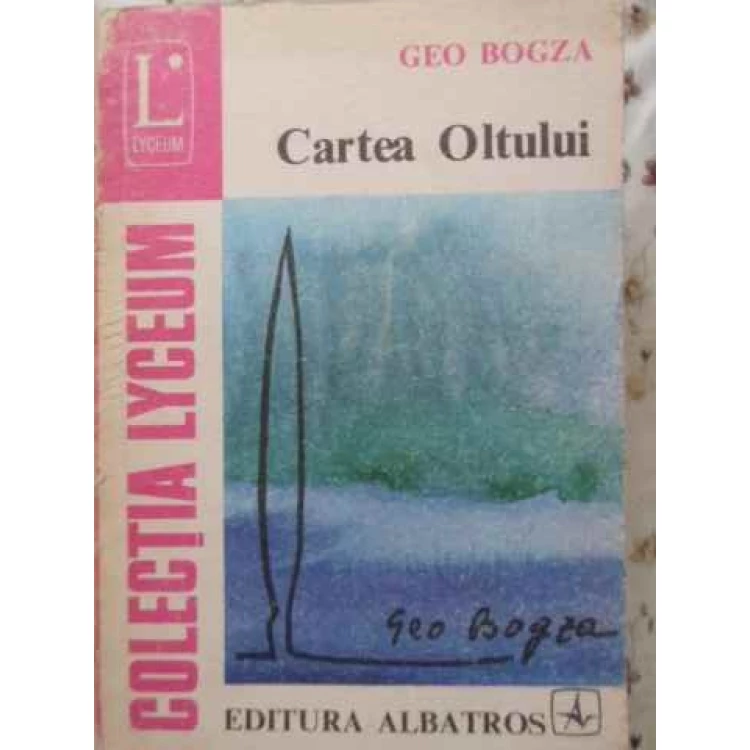 GEO BOGZA
L
LYCEUM
Cartea Oltului
COLECȚIA LYCEUM
Geo Bogza
EDITURA ALBATROS